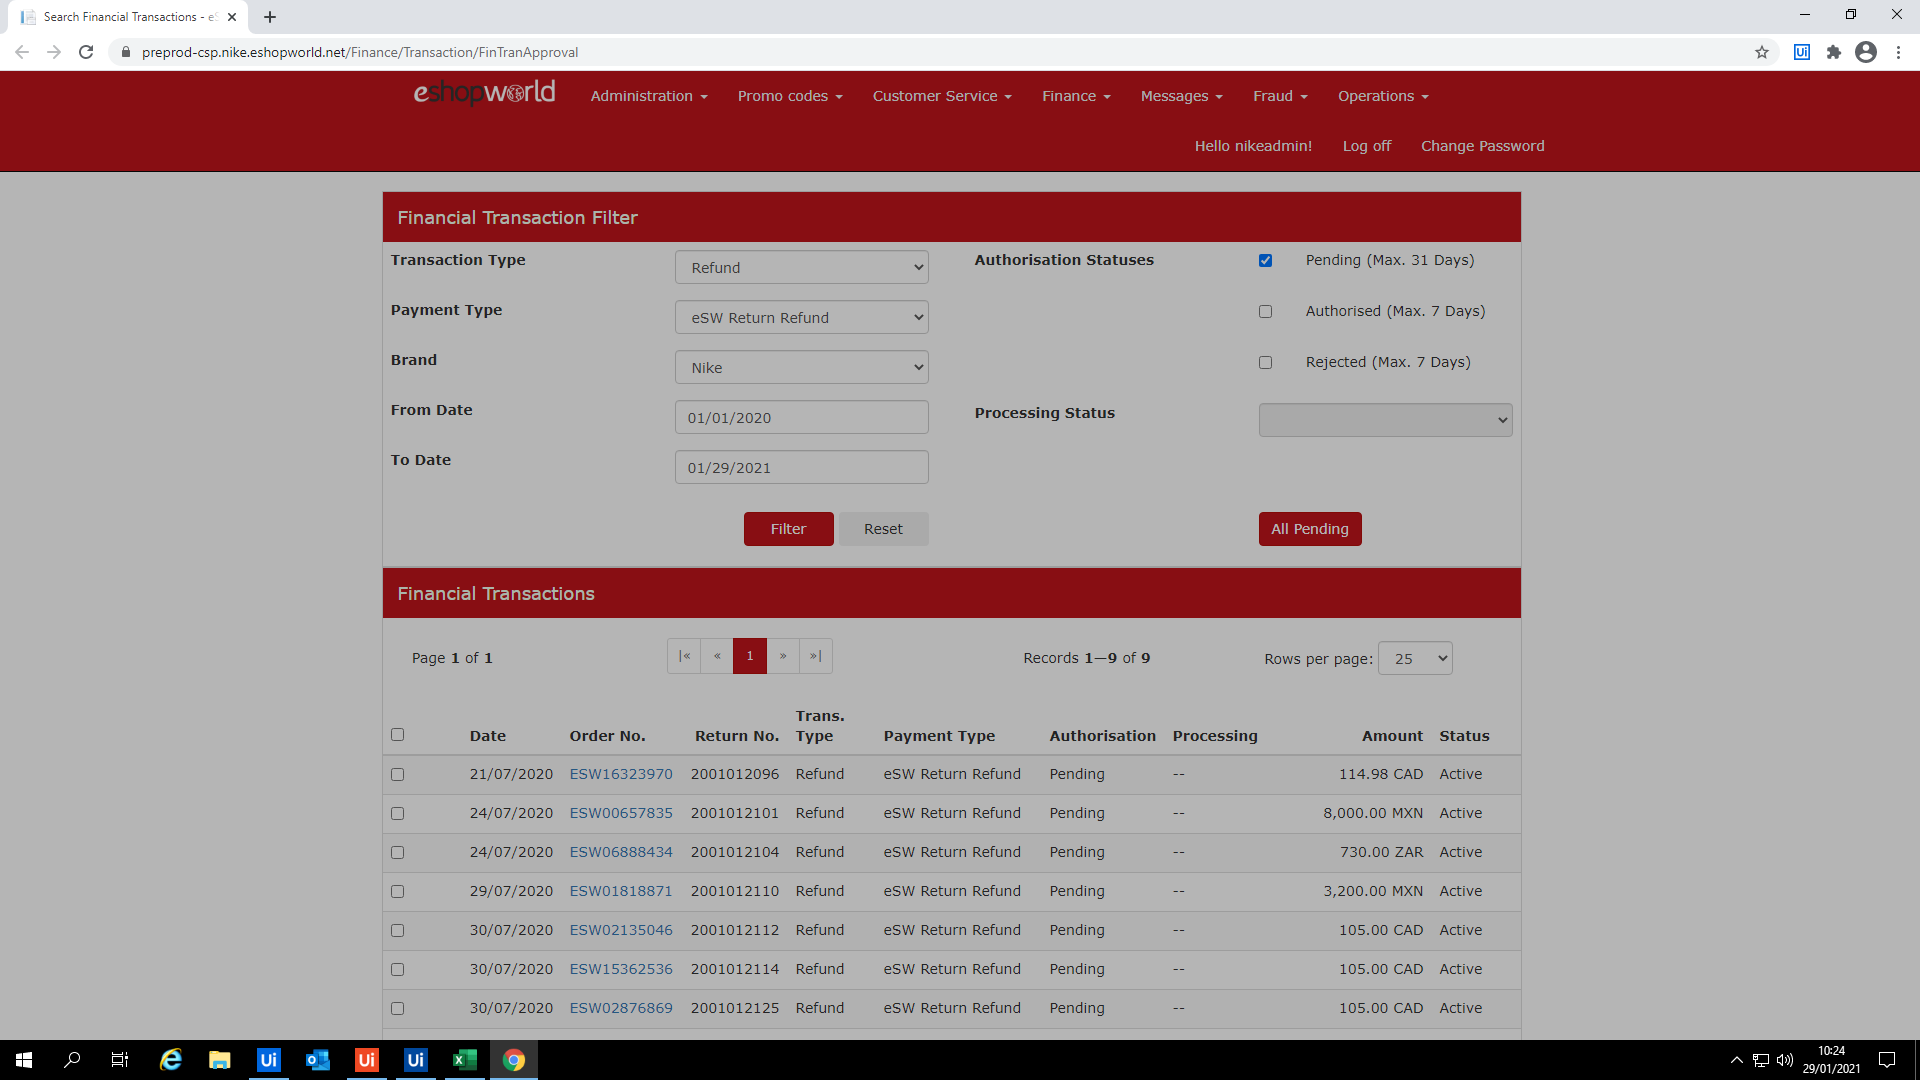 Search Financial Transactions - eS
preprod-csp.nike.eshopworld.net/Finance/Transaction/FinTranApproval
eshopworld Administration Promo codes Customer Service Finance Messages Fraud Operations
Hello nikeadmin! Log off Change Password
Financial Transaction Filter
Transaction Type Refund Authorisation Statuses Pending (Max. 31 Days)
Payment Type eSW Return Refund Authorised (Max. 7 Days)
Brand Nike Rejected (Max. 7 Days)
From Date 01/01/2020 Processing Status
To Date 01/29/2021
Filter Reset All Pending
Financial Transactions
Page 1 of 1 |« « 1 » »| Records 1—9 of 9 Rows per page: 25
Date Order No. Return No. Trans. Type Payment Type Authorisation Processing Amount Status
21/07/2020 ESW16323970 2001012096 Refund eSW Return Refund Pending -- 114.98 CAD Active
24/07/2020 ESW00657835 2001012101 Refund eSW Return Refund Pending -- 8,000.00 MXN Active
24/07/2020 ESW06888434 2001012104 Refund eSW Return Refund Pending -- 730.00 ZAR Active
29/07/2020 ESW01818871 2001012110 Refund eSW Return Refund Pending -- 3,200.00 MXN Active
30/07/2020 ESW02135046 2001012112 Refund eSW Return Refund Pending -- 105.00 CAD Active
30/07/2020 ESW15362536 2001012114 Refund eSW Return Refund Pending -- 105.00 CAD Active
30/07/2020 ESW02876869 2001012125 Refund eSW Return Refund Pending -- 105.00 CAD Active
Ui Ui Ui
10:24
29/01/2021